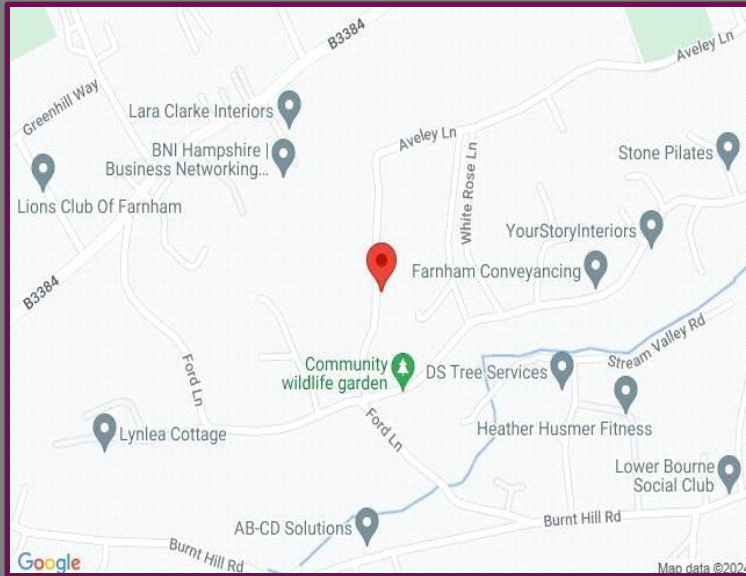 B3384
Aveley Ln
Greenhill Way
Lara Clarke Interiors
Aveley Ln
BNI Hampshire |
Business Networking...
White Rose Ln
Stone Pilates
Lions Club Of Farnham
YourStoryInteriors
Farnham Conveyancing
B3384
Stream Valley Rd
Ford Ln
Community
wildlife garden
DS Tree Services
Ford Ln
Heather Husmer Fitness
Lynlea Cottage
Lower Bourne
Social Club
AB-CD Solutions
Burnt Hill Rd
Burnt Hill Rd
Google
Map data ©2024